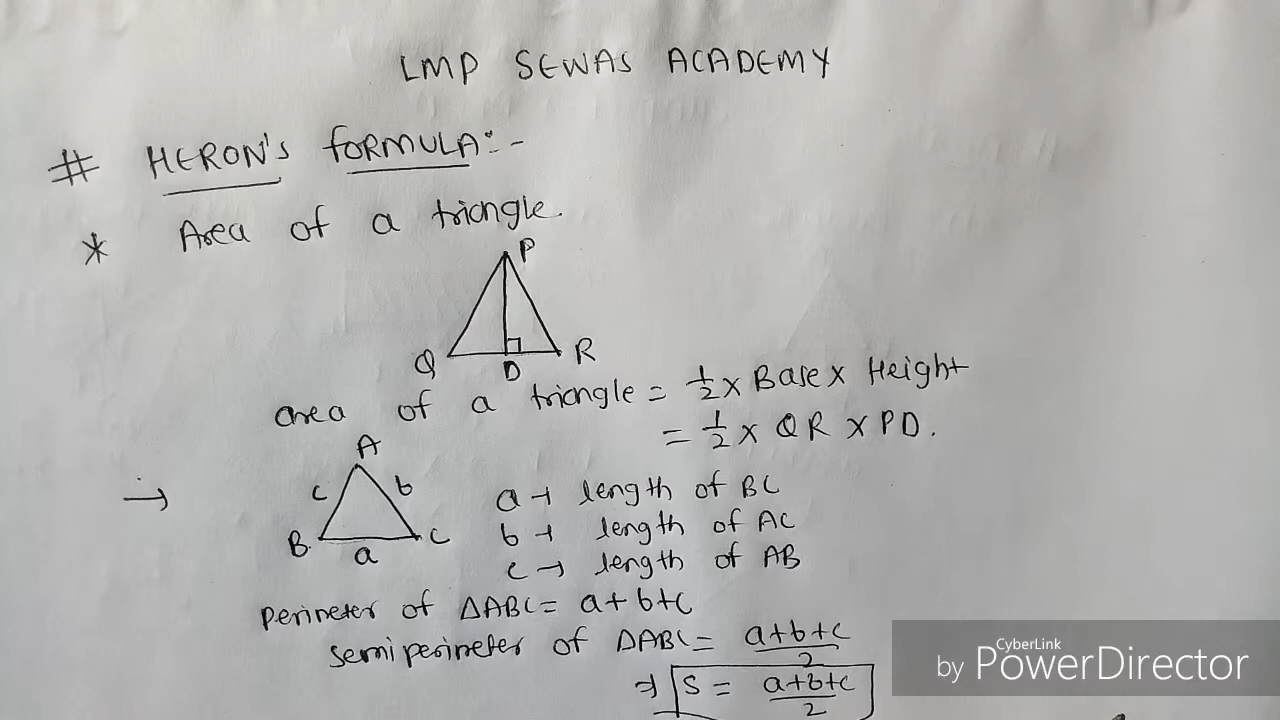 LMP SEWAS ACADEMY
# HERON'S FORMULA:-
* Area of a triangle.
P
Q D R
area of a triangle = 1/2 x Base x Height
= 1/2 x QR x PD.
→ A
c b
B a C
a → length of BC
b → length of AC
c → length of AB
Perimeter of ΔABC = a+b+c
semiperimeter of ΔABC = a+b+c/2
⇒ S = a+b+c/2
by CyberLink PowerDirector